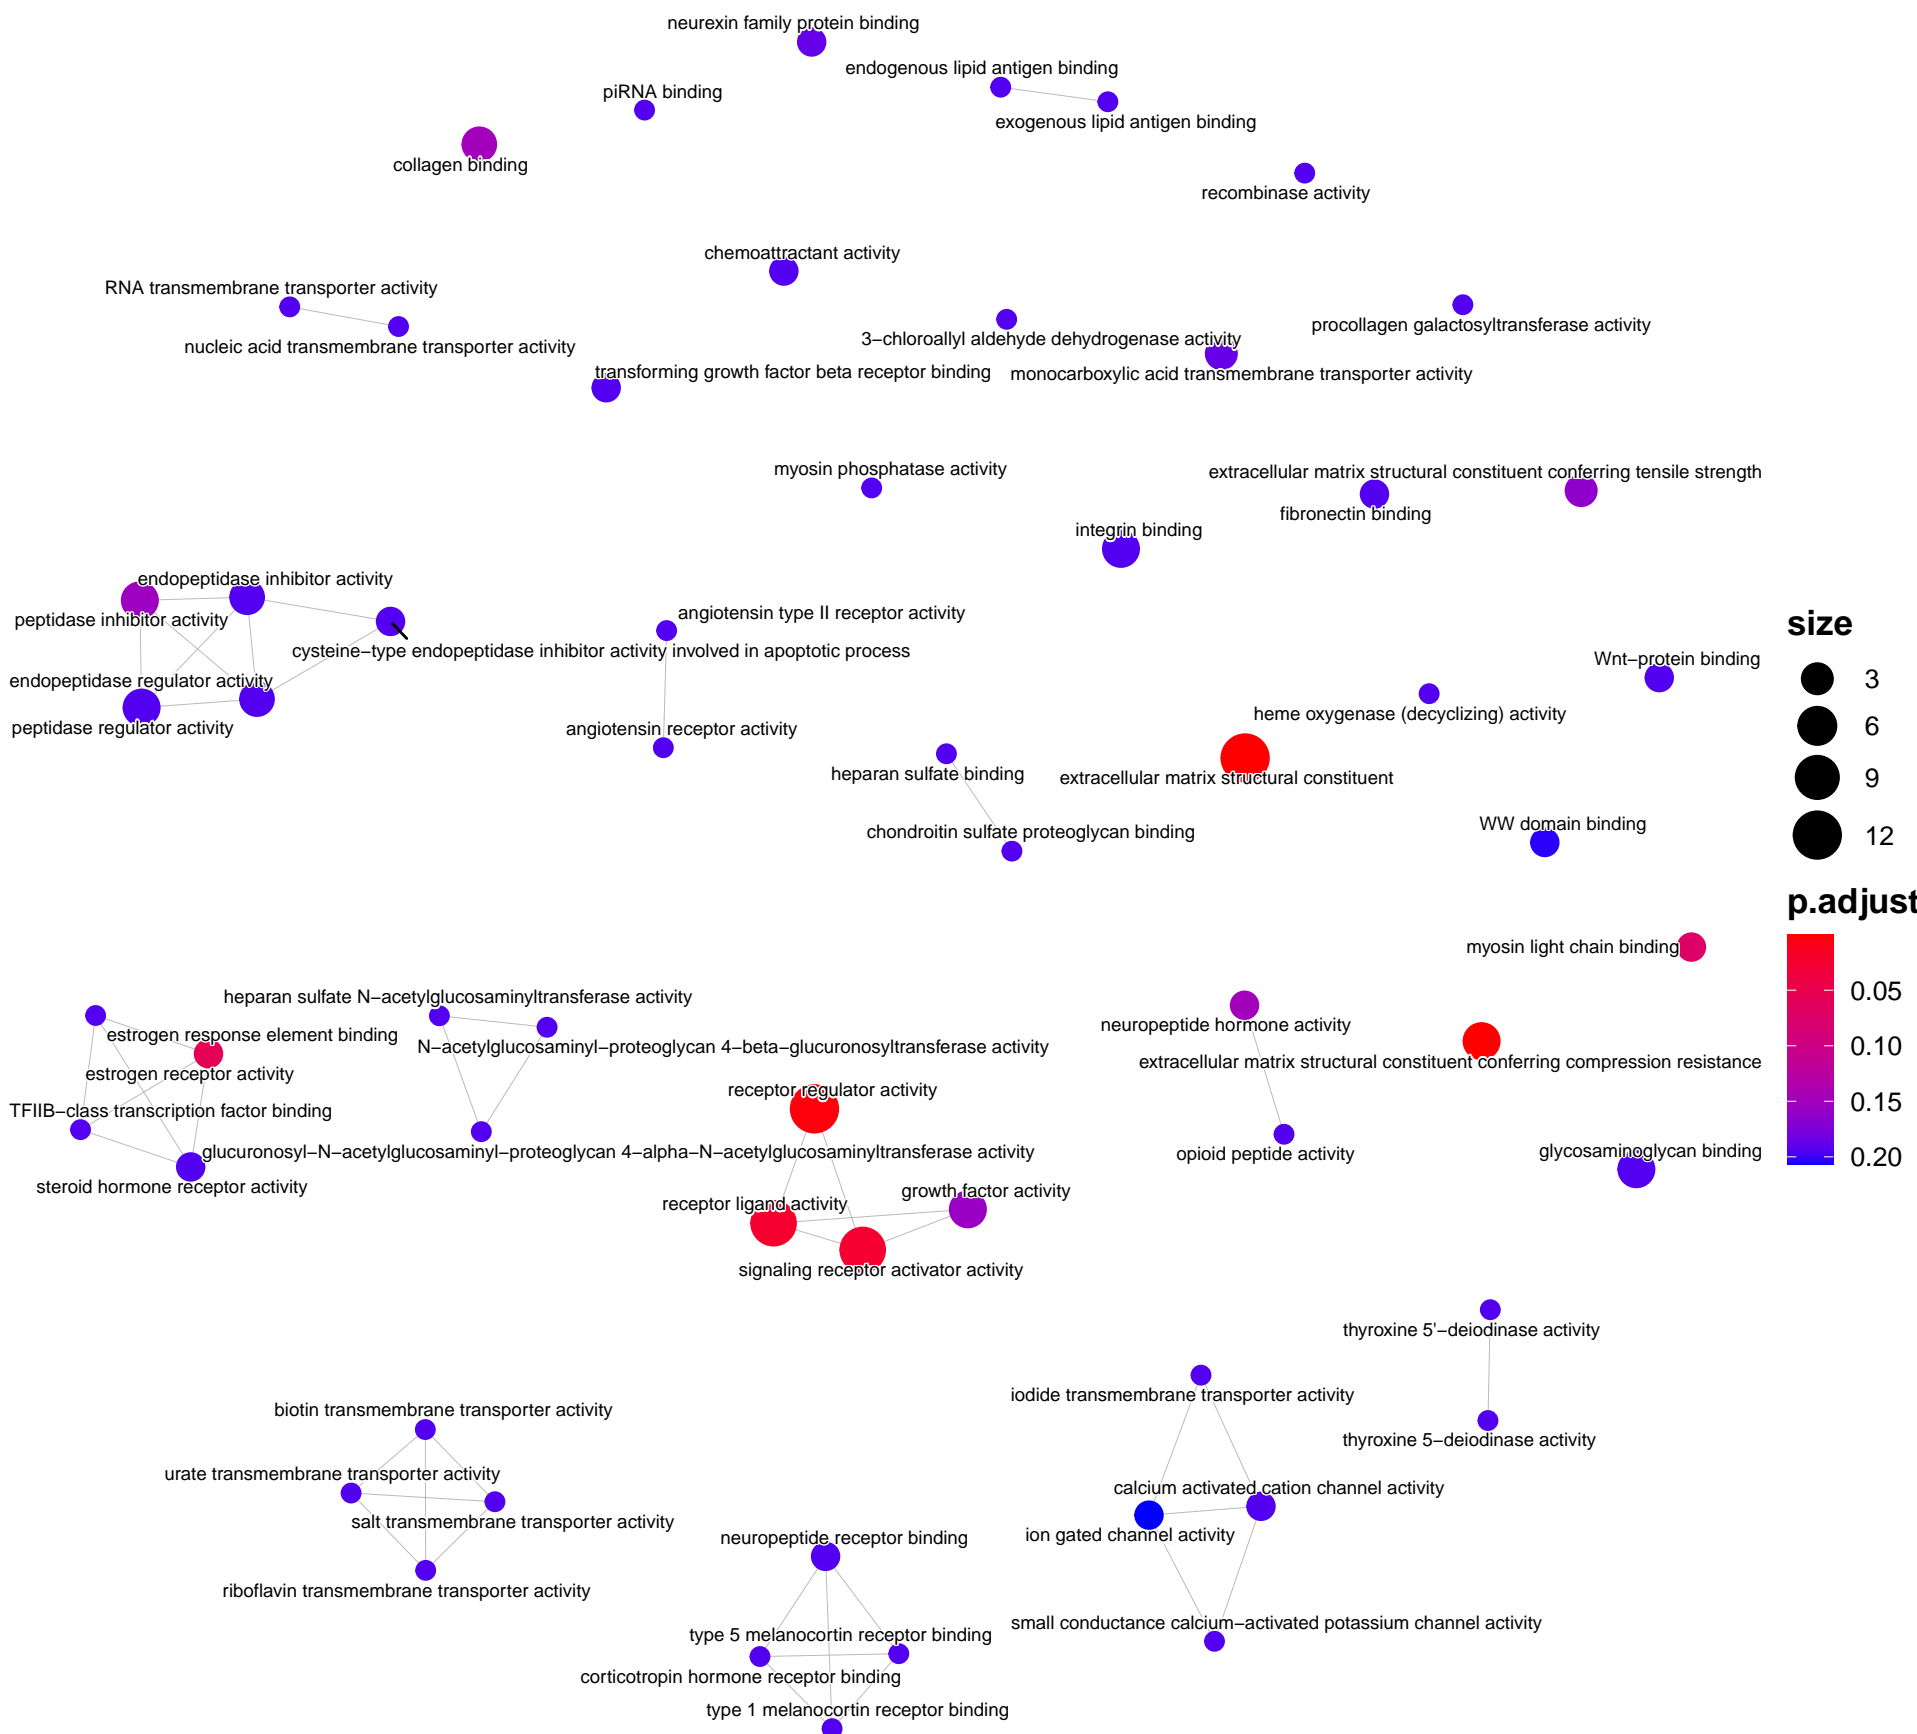 neurexin family protein binding
endogenous lipid antigen binding
piRNA binding
exogenous lipid antigen binding
collagen binding
recombinase activity
chemoattractant activity
RNA transmembrane transporter activity
procollagen galactosyltransferase activity
3−chloroallyl aldehyde dehydrogenase activity
nucleic acid transmembrane transporter activity
transforming growth factor beta receptor binding
monocarboxylic acid transmembrane transporter activity
myosin phosphatase activity
extracellular matrix structural constituent conferring tensile strength
fibronectin binding
integrin binding
endopeptidase inhibitor activity
angiotensin type II receptor activity
peptidase inhibitor activity
cysteine−type endopeptidase inhibitor activity involved in apoptotic process
Wnt−protein binding
endopeptidase regulator activity
heme oxygenase (decyclizing) activity
peptidase regulator activity
angiotensin receptor activity
heparan sulfate binding
extracellular matrix structural constituent
WW domain binding
chondroitin sulfate proteoglycan binding
size
3
6
9
12
p.adjust
0.05
0.10
0.15
0.20
myosin light chain binding
heparan sulfate N−acetylglucosaminyltransferase activity
neuropeptide hormone activity
estrogen response element binding
N−acetylglucosaminyl−proteoglycan 4−beta−glucuronosyltransferase activity
extracellular matrix structural constituent conferring compression resistance
estrogen receptor activity
receptor regulator activity
TFIIB−class transcription factor binding
glucuronosyl−N−acetylglucosaminyl−proteoglycan 4−alpha−N−acetylglucosaminyltransferase activity
opioid peptide activity
glycosaminoglycan binding
steroid hormone receptor activity
growth factor activity
receptor ligand activity
signaling receptor activator activity
thyroxine 5'−deiodinase activity
iodide transmembrane transporter activity
biotin transmembrane transporter activity
thyroxine 5−deiodinase activity
urate transmembrane transporter activity
calcium activated cation channel activity
salt transmembrane transporter activity
ion gated channel activity
neuropeptide receptor binding
riboflavin transmembrane transporter activity
small conductance calcium−activated potassium channel activity
type 5 melanocortin receptor binding
corticotropin hormone receptor binding
type 1 melanocortin receptor binding